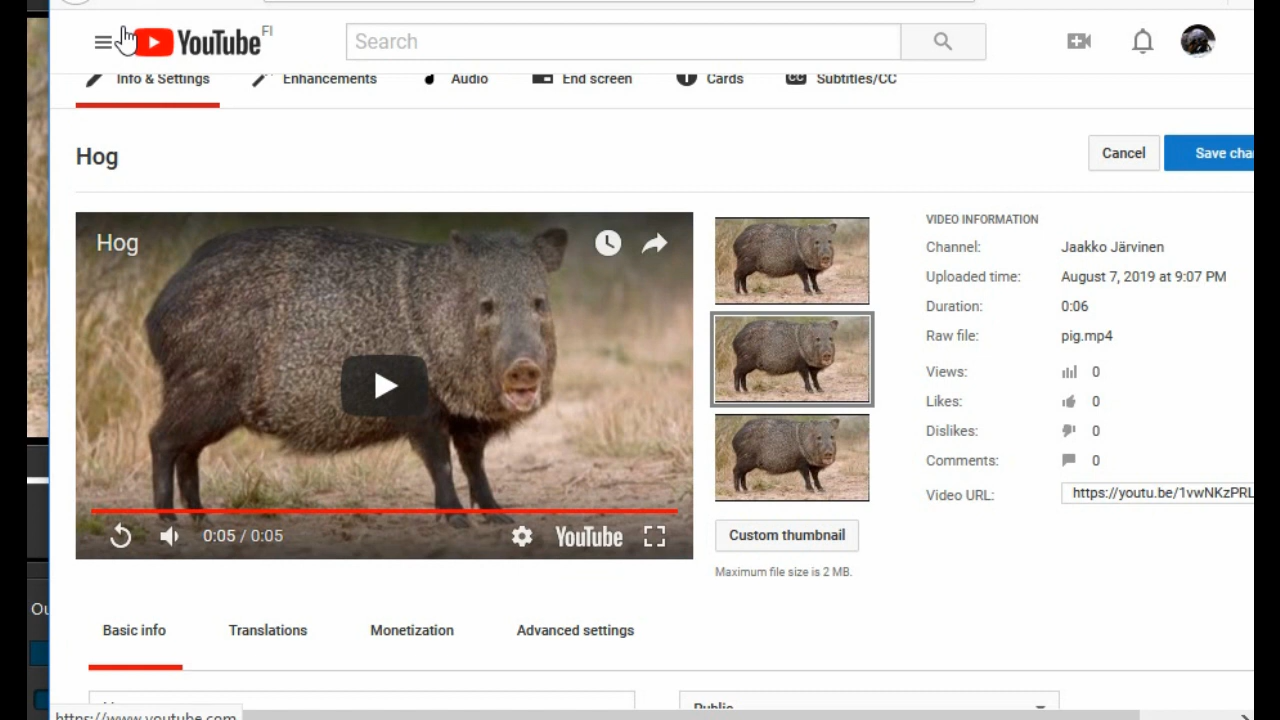 YouTube FI
Search
Info & Settings
Enhancements
Audio
End screen
Cards
CC Subtitles/CC
Hog
Cancel
Save cha
Hog
0:05 / 0:05
YouTube
Custom thumbnail
Maximum file size is 2 MB.
VIDEO INFORMATION
Channel: Jaakko Järvinen
Uploaded time: August 7, 2019 at 9:07 PM
Duration: 0:06
Raw file: pig.mp4
Views: 0
Likes: 0
Dislikes: 0
Comments: 0
Video URL: https://youtu.be/1vwNKzPRL
Ou
Basic info
Translations
Monetization
Advanced settings
Public
https://www.youtube.com